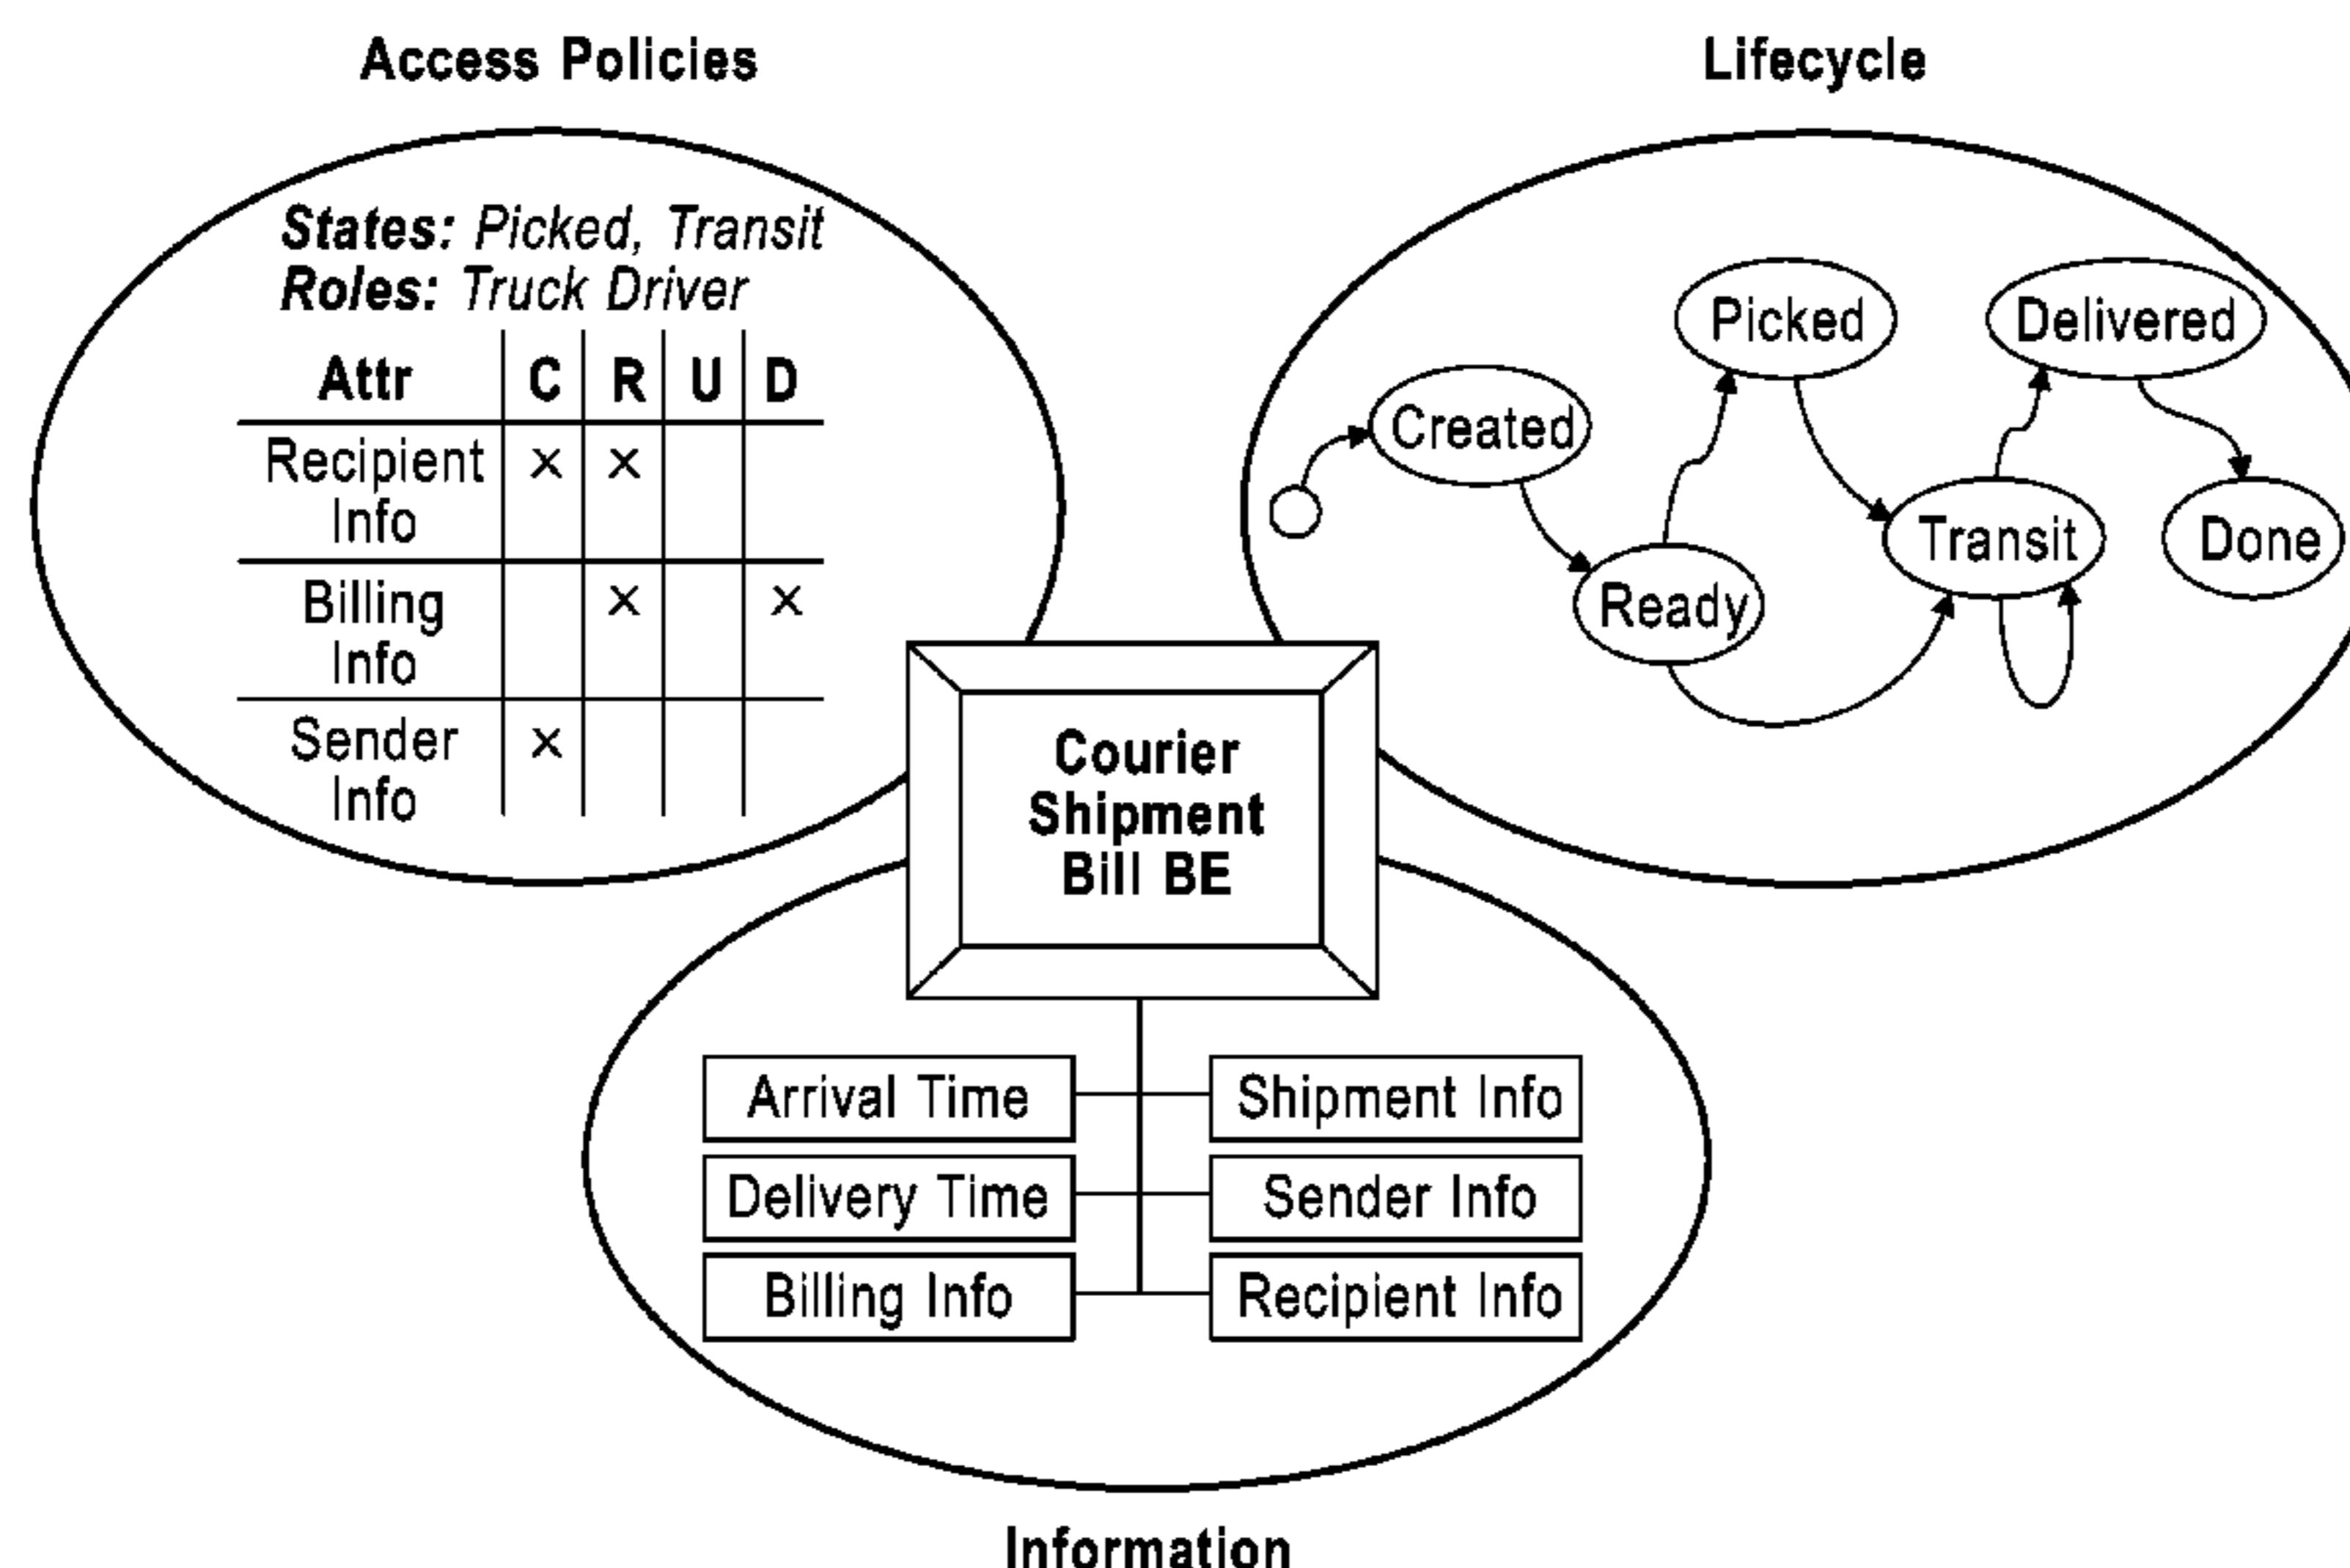 Access Policies
States: Picked, Transit
Roles: Truck Driver
Attr C R U D
Recipient × ×
Info
Billing × ×
Info
Sender ×
Info
Lifecycle
Created
Ready
Picked
Transit
Delivered
Done
Courier
Shipment
Bill BE
Arrival Time
Shipment Info
Delivery Time
Sender Info
Billing Info
Recipient Info
Information